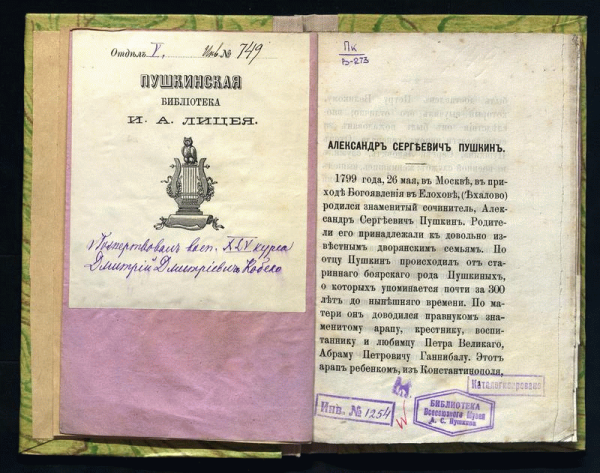 Отдѣлъ V, Инв № 749
ПУШКИНСКАЯ
БИБЛІОТЕКА
И. А. ЛИЦЕЯ.
Пожертвовалъ восп. XLV курса
Дмитрій Дмитріевичъ Кобеко
Пк
В-273
АЛЕКСАНДРЪ СЕРГѢЕВИЧЪ ПУШКИНЪ.
1799 года, 26 мая, въ Москвѣ, въ при-
ходѣ Богоявленія въ Елоховѣ, (Ѣхалово)
родился знаменитый сочинитель, Алек-
сандръ Сергѣевичъ Пушкинъ. Родите-
ли его принадлежали къ довольно из-
вѣстнымъ дворянскимъ семьямъ. По
отцу Пушкинъ происходилъ отъ ста-
риннаго боярскаго рода Пушкиныхъ,
о которыхъ упоминается почти за 300
лѣтъ до нынѣшняго времени. По ма-
тери онъ доводился правнукомъ зна-
менитому арапу, крестнику, воспи-
таннику и любимцу Петра Великаго,
Абраму Петровичу Ганнибалу. Этотъ
арапъ ребенкомъ, изъ Константинополя,
Каталогизировано
Инв. № 1254
БИБЛИОТЕКА
Всесоюзного Музея
А. С. Пушкина